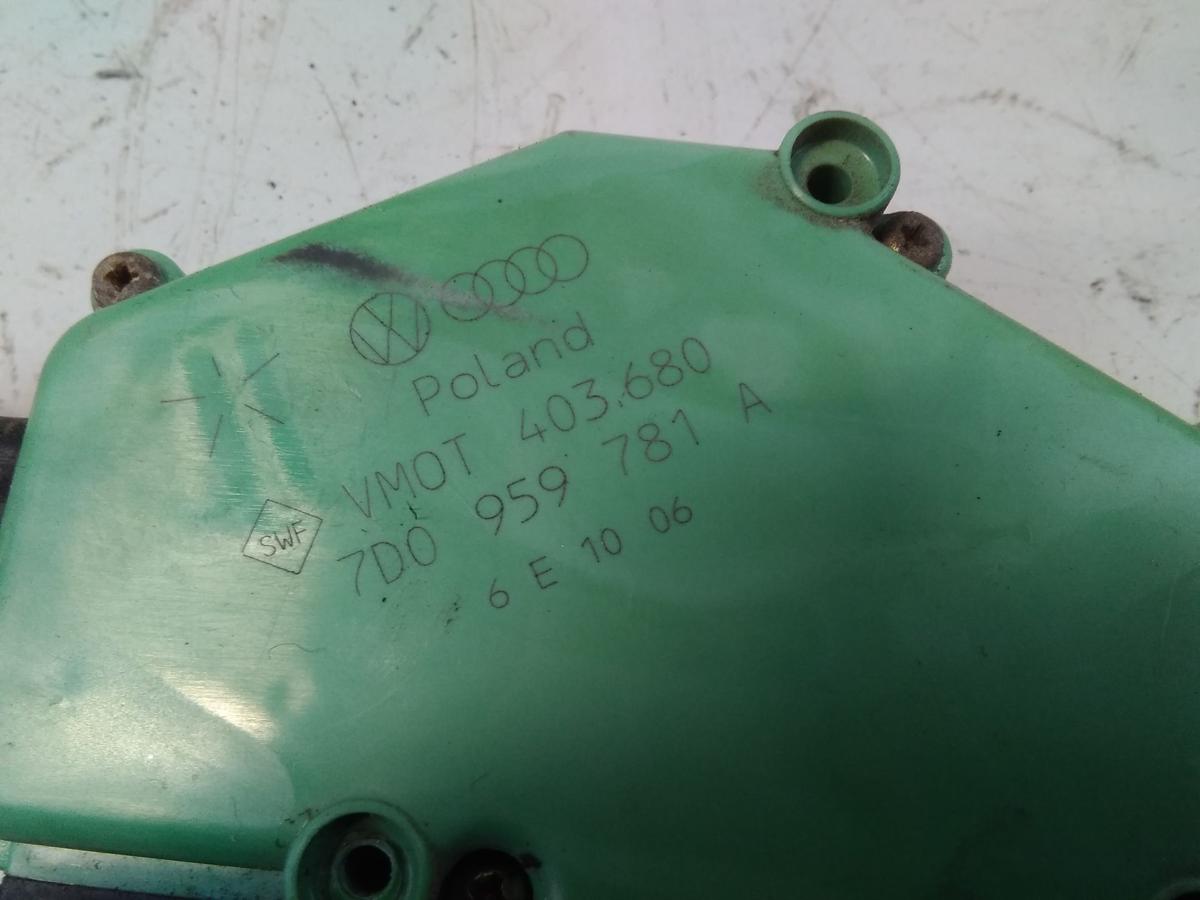 Poland
VMOT 403.680
SWF
7D0 959 781 A
6 E 10 06